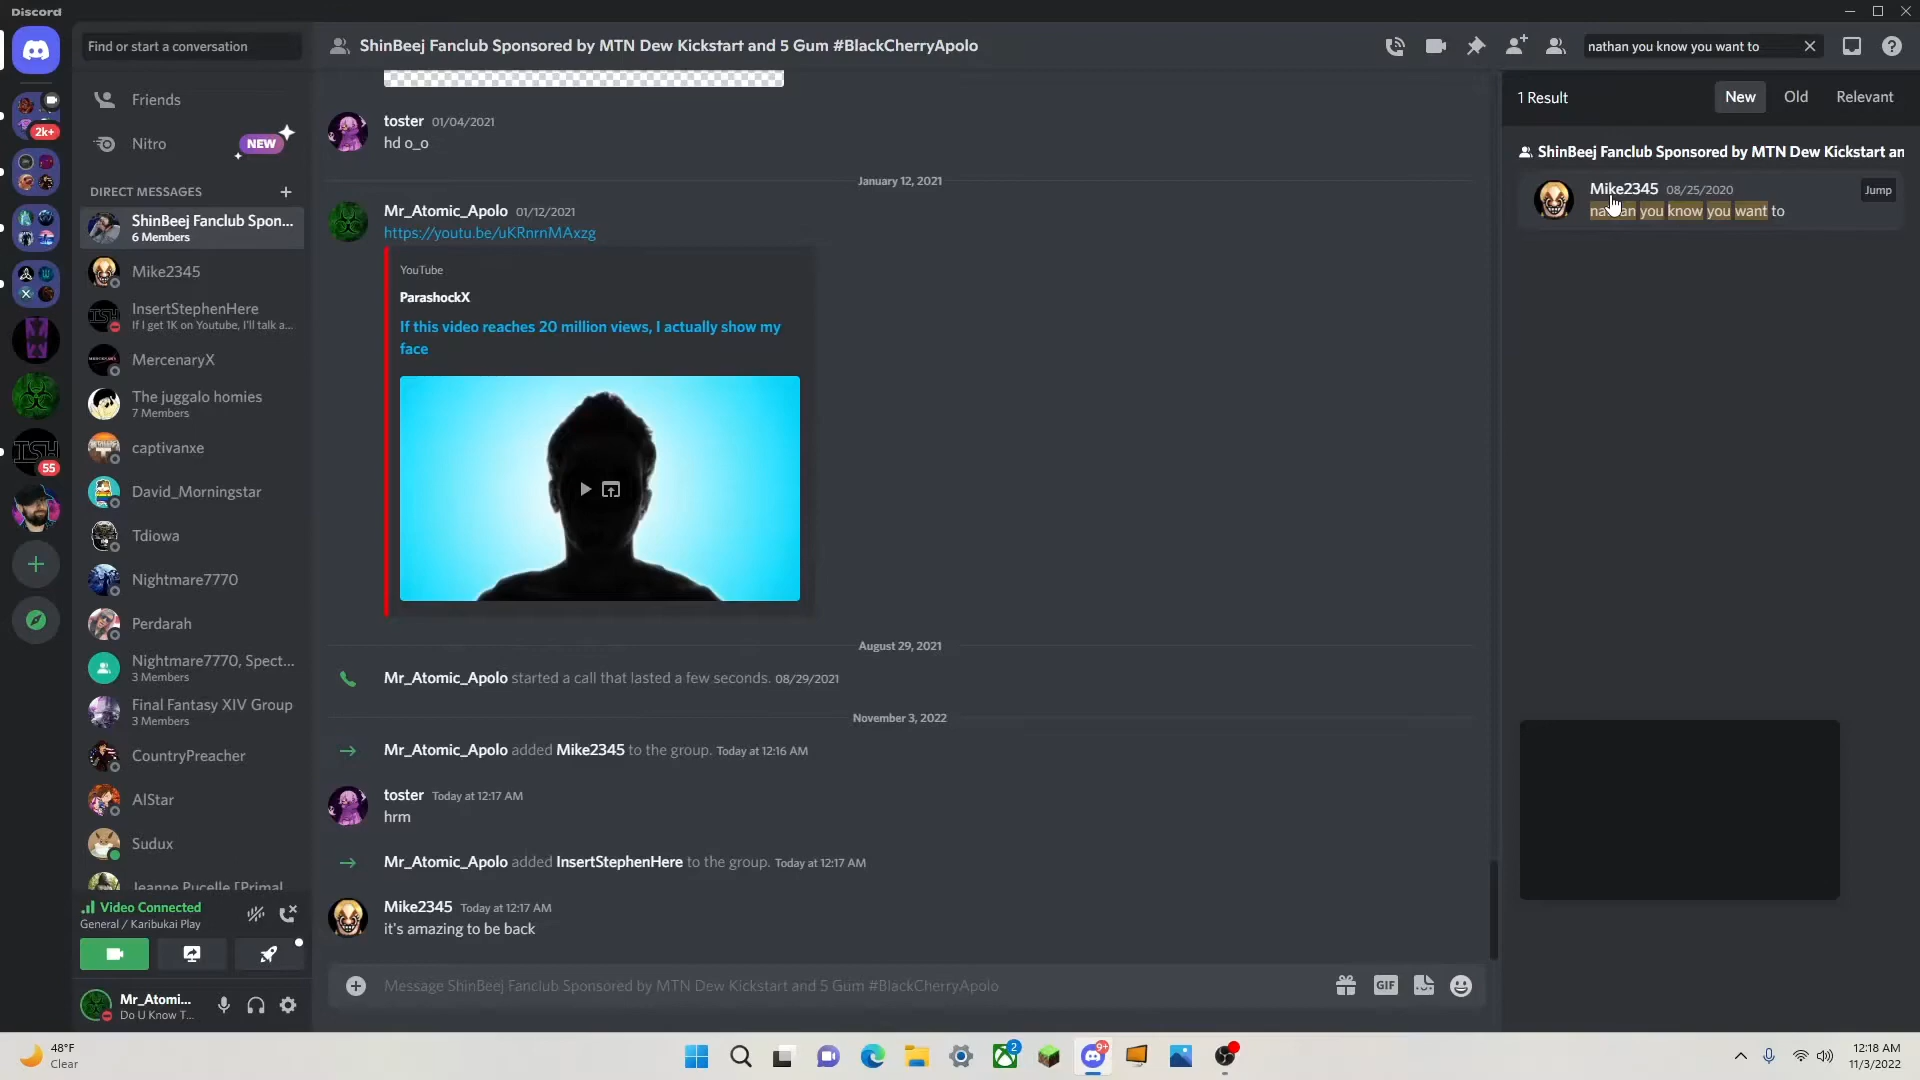 Discord
Find or start a conversation
ShinBeej Fanclub Sponsored by MTN Dew Kickstart and 5 Gum #BlackCherryApolo
nathan you know you want to
Friends
Nitro
NEW
2k+
DIRECT MESSAGES
ShinBeej Fanclub Spon...
6 Members
Mike2345
InsertStephenHere
If I get 1K on Youtube, I'll talk a...
MercenaryX
The juggalo homies
7 Members
captivanxe
ISH
55
David_Morningstar
Tdiowa
Nightmare7770
Perdarah
Nightmare7770, Spect...
3 Members
Final Fantasy XIV Group
3 Members
CountryPreacher
AlStar
Sudux
Jeanne Pucelle [Primal
Video Connected
General / Karibukai Play
Mr_Atomi...
Do U Know T...
toster 01/04/2021
hd o_o
January 12, 2021
Mr_Atomic_Apolo 01/12/2021
https://youtu.be/uKRnrnMAxzg
YouTube
ParashockX
If this video reaches 20 million views, I actually show my
face
August 29, 2021
Mr_Atomic_Apolo started a call that lasted a few seconds. 08/29/2021
November 3, 2022
Mr_Atomic_Apolo added Mike2345 to the group. Today at 12:16 AM
toster Today at 12:17 AM
hrm
Mr_Atomic_Apolo added InsertStephenHere to the group. Today at 12:17 AM
Mike2345 Today at 12:17 AM
it's amazing to be back
Message ShinBeej Fanclub Sponsored by MTN Dew Kickstart and 5 Gum #BlackCherryApolo
GIF
1 Result
New Old Relevant
ShinBeej Fanclub Sponsored by MTN Dew Kickstart an
Mike2345 08/25/2020
Jump
nathan you know you want to
48°F
Clear
2
9+
12:18 AM
11/3/2022